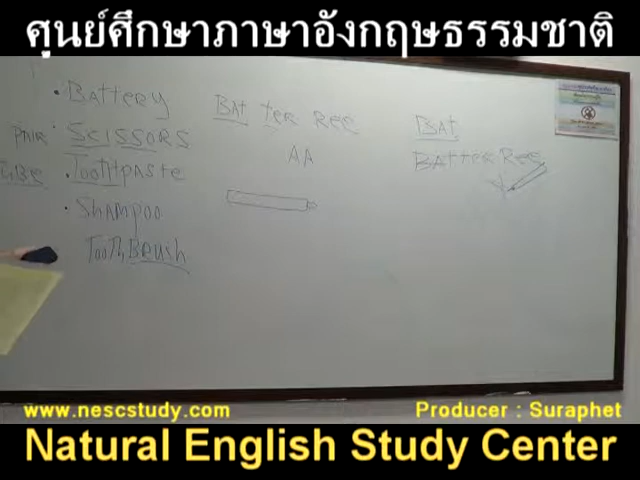 ศูนย์ศึกษาภาษาอังกฤษธรรมชาติ
• Battery BAT TER REE BAT
PAIR SCISSORS BATTER REE
TUBE • TOOTHPASTE AA
• SHAMPOO
TOOTHBRUSH
www.nescstudy.com Producer : Suraphet
Natural English Study Center